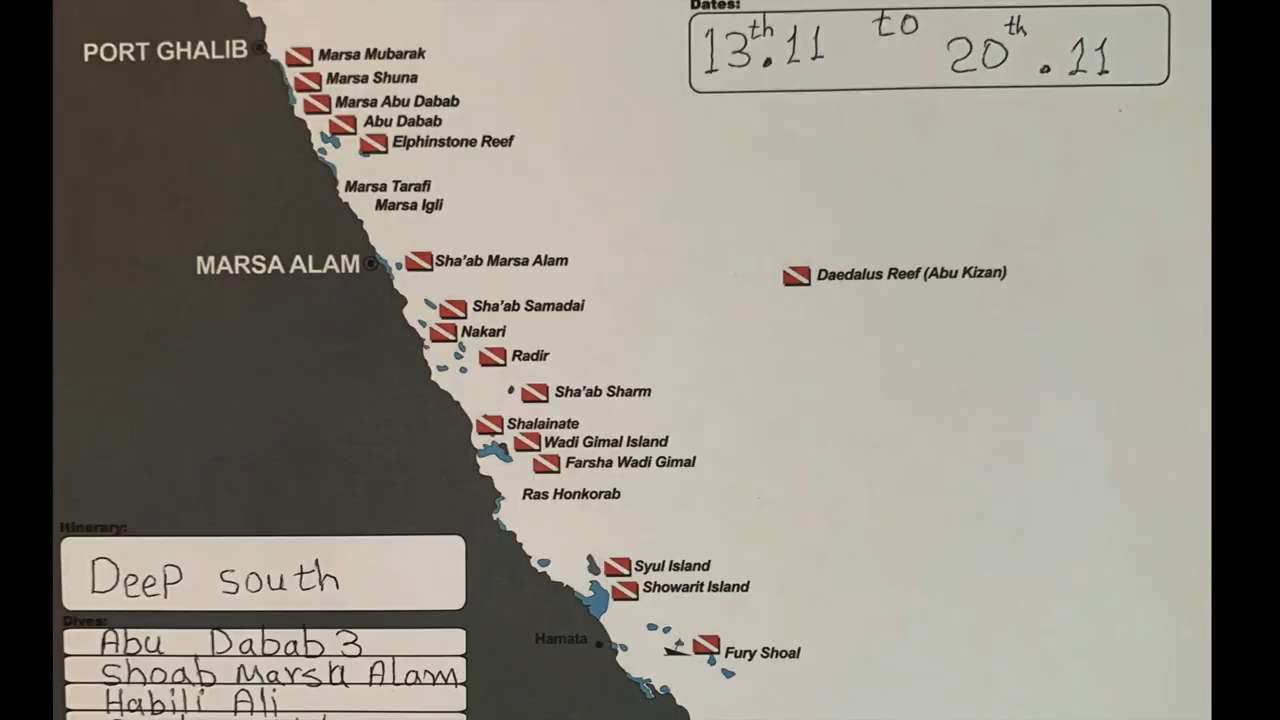 Dates:
13th.11 to 20th.11
PORT GHALIB
Marsa Mubarak
Marsa Shuna
Marsa Abu Dabab
Abu Dabab
Elphinstone Reef
Marsa Tarafi
Marsa Igli
MARSA ALAM
Sha'ab Marsa Alam
Daedalus Reef (Abu Kizan)
Sha'ab Samadai
Nakari
Radir
Sha'ab Sharm
Shalainate
Wadi Gimal Island
Farsha Wadi Gimal
Ras Honkorab
Itinerary:
Deep south
Syul Island
Showarit Island
Hamata
Fury Shoal
Dives:
Abu Dabab 3
Shoab Marsa Alam
Habili Ali